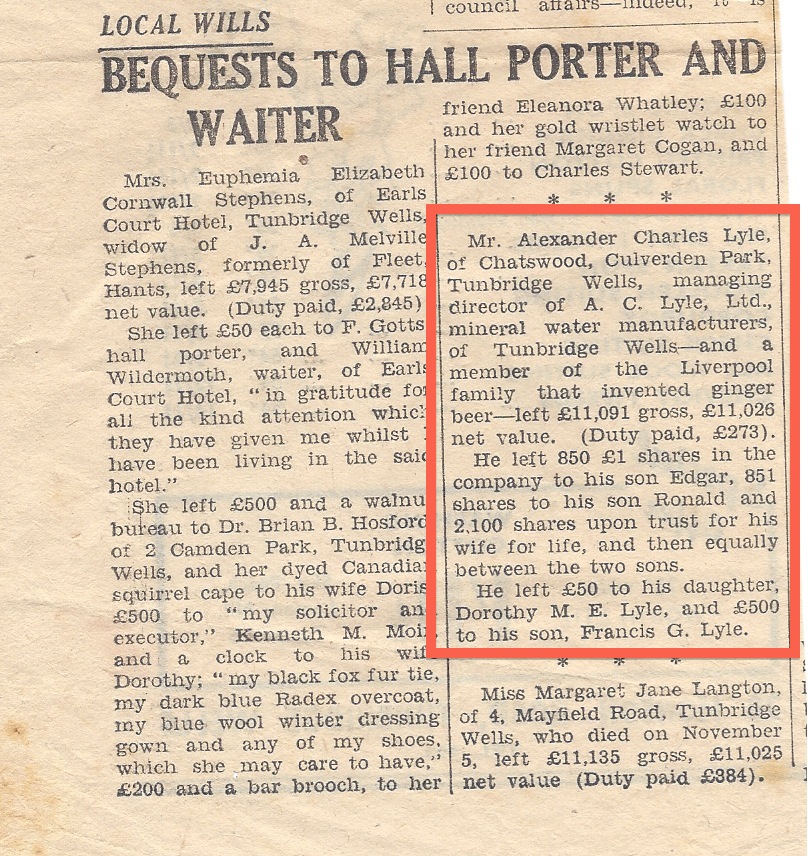 council affairs—indeed, it is
LOCAL WILLS
BEQUESTS TO HALL PORTER AND
WAITER
Mrs. Euphemia Elizabeth
Cornwall Stephens, of Earls
Court Hotel, Tunbridge Wells,
widow of J. A. Melville
Stephens, formerly of Fleet,
Hants, left £7,945 gross, £7,718
net value. (Duty paid, £2,845)
She left £50 each to F. Gotts
hall porter, and William
Wildermoth, waiter, of Earls
Court Hotel, "in gratitude for
all the kind attention which
they have given me whilst I
have been living in the said
hotel."
She left £500 and a walnu
bureau to Dr. Brian B. Hosford
of 2 Camden Park, Tunbridg
Wells, and her dyed Canadian
squirrel cape to his wife Doris
£500 to "my solicitor and
executor," Kenneth M. Moir
and a clock to his wife
Dorothy; "my black fox fur tie,
my dark blue Radex overcoat,
my blue wool winter dressing
gown and any of my shoes,
which she may care to have,"
£200 and a bar brooch, to her
friend Eleanora Whatley; £100
and her gold wristlet watch to
her friend Margaret Cogan, and
£100 to Charles Stewart.
* * *
Mr. Alexander Charles Lyle,
of Chatswood, Culverden Park,
Tunbridge Wells, managing
director of A. C. Lyle, Ltd.,
mineral water manufacturers,
of Tunbridge Wells—and a
member of the Liverpool
family that invented ginger
beer—left £11,091 gross, £11,026
net value. (Duty paid, £273).
He left 850 £1 shares in the
company to his son Edgar, 851
shares to his son Ronald and
2,100 shares upon trust for his
wife for life, and then equally
between the two sons.
He left £50 to his daughter,
Dorothy M. E. Lyle, and £500
to his son, Francis G. Lyle.
* * *
Miss Margaret Jane Langton,
of 4, Mayfield Road, Tunbridge
Wells, who died on November
5, left £11,135 gross, £11,025
net value (Duty paid £384).